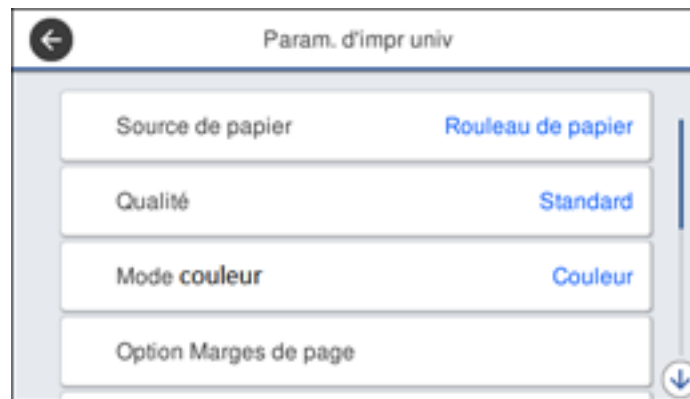 Param. d'impr univ
Source de papier Rouleau de papier
Qualité Standard
Mode couleur Couleur
Option Marges de page